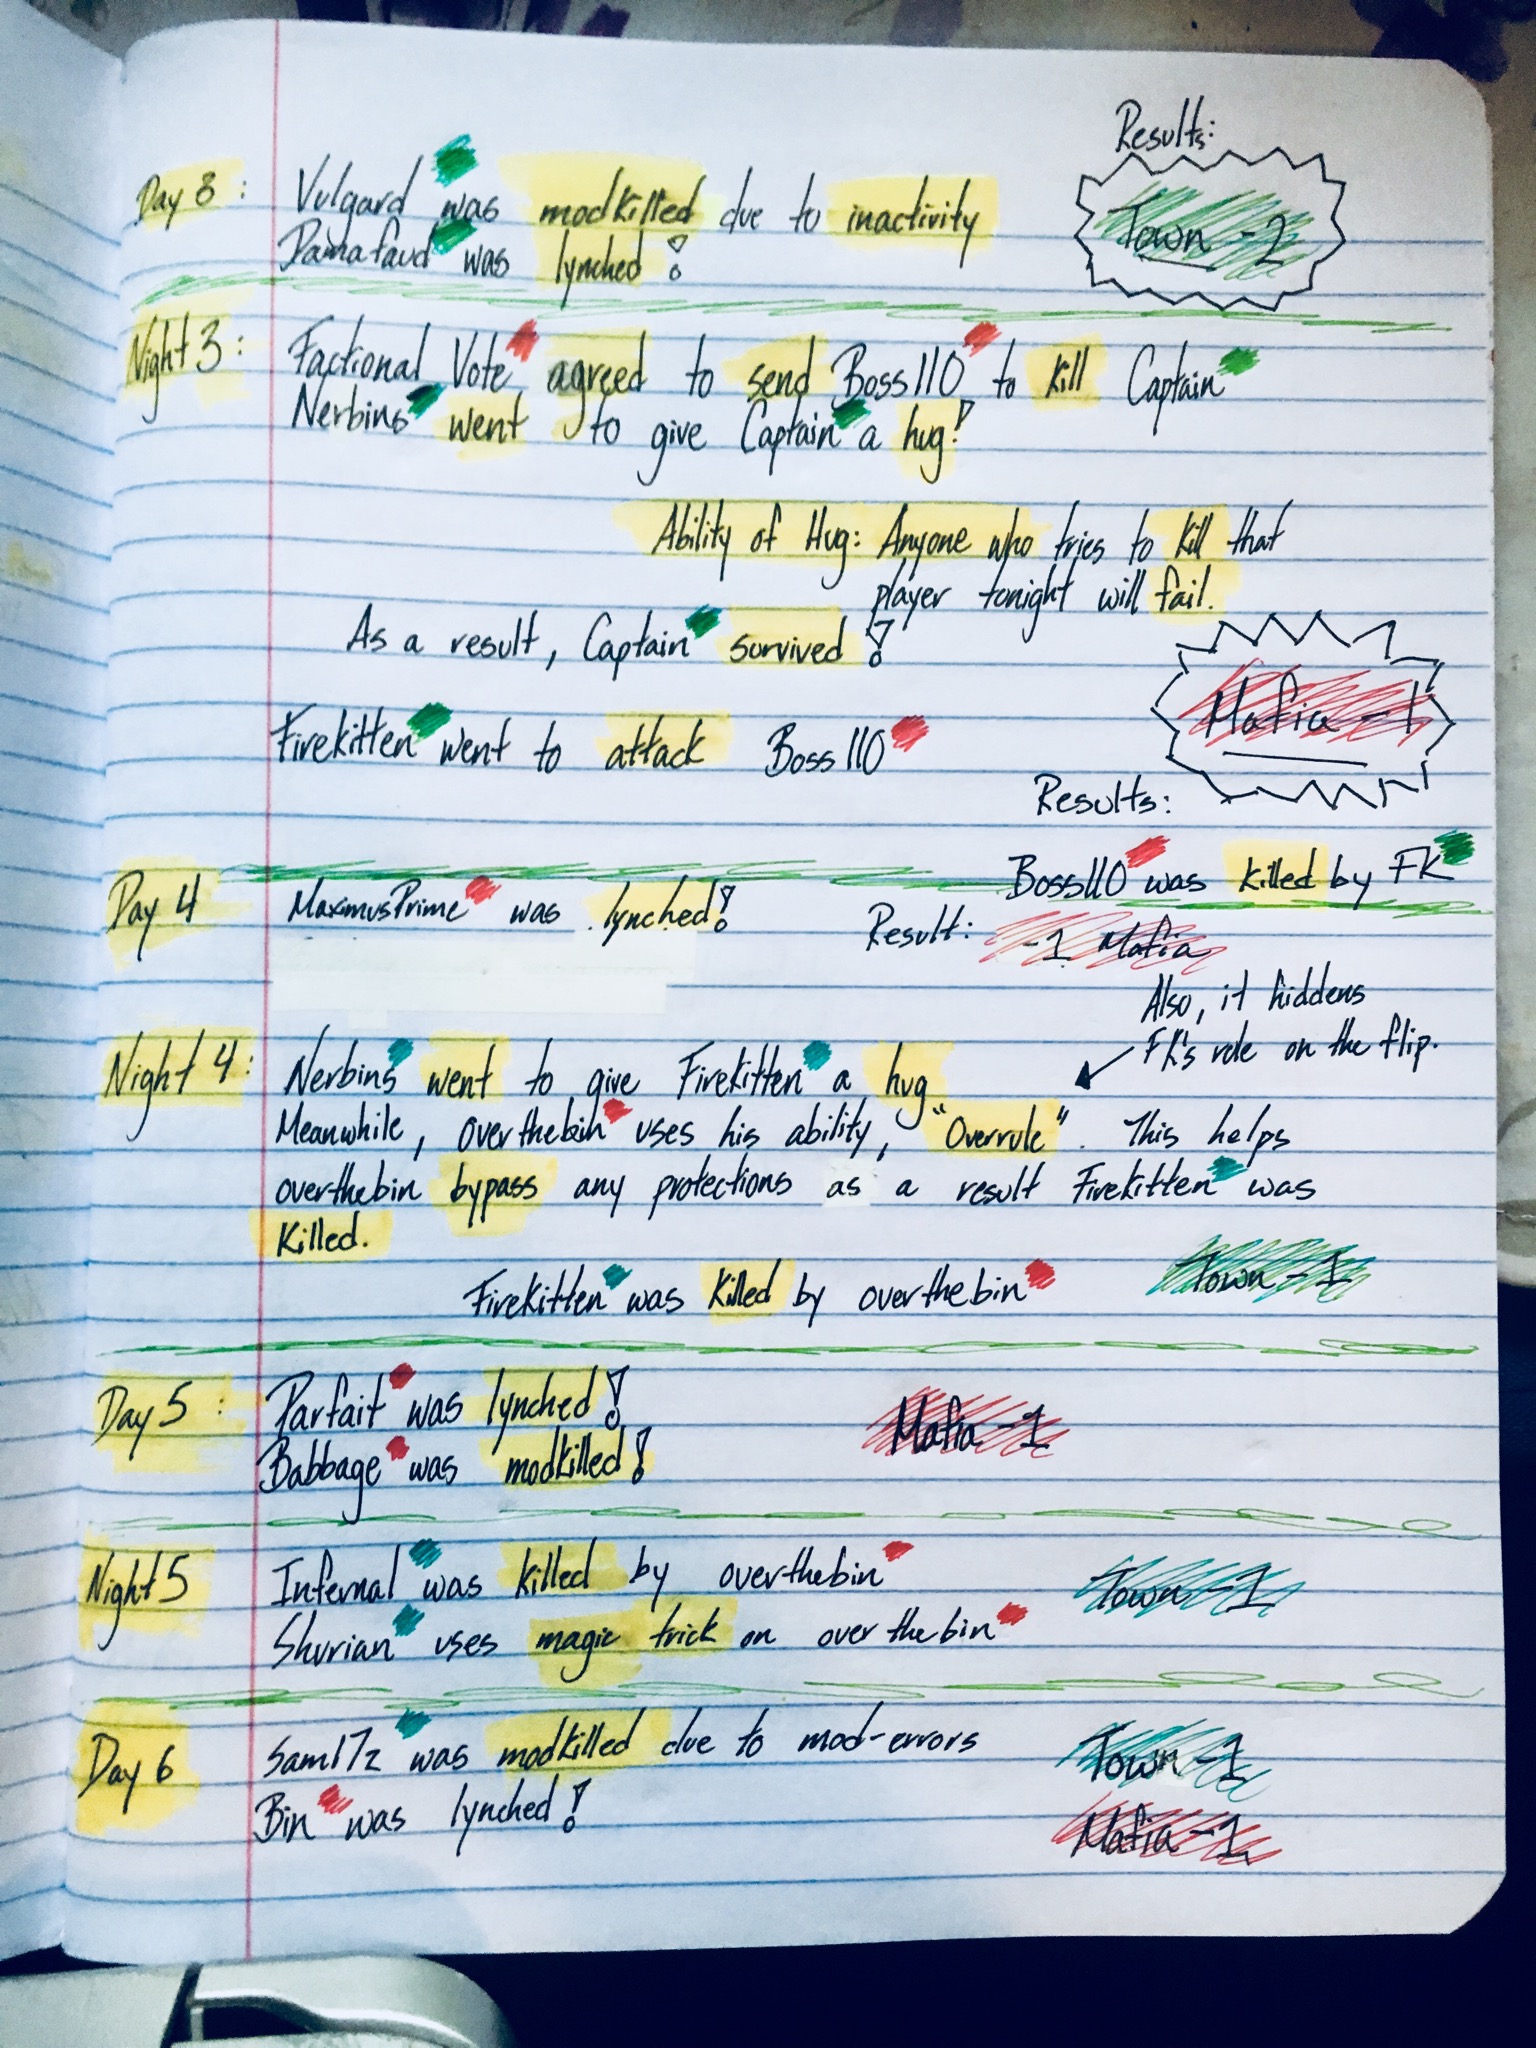 Results:
Day 3: Vulgard was modkilled due to inactivity
Town -2
Damafaud was lynched!
Night 3: Factional Vote agreed to send Boss110 to kill Captain
Nerbins went to give Captain a hug!
Ability of Hug: Anyone who tries to kill that
player tonight will fail.
As a result, Captain survived!
Mafia -1
Firekitten went to attack Boss110
Results:
Boss110 was killed by FK
Day 4 MaximusPrime was lynched!
Result: -1 Mafia
Also, it hiddens
FK's role on the flip.
Night 4: Nerbins went to give Firekitten a hug
Meanwhile, overthebin uses his ability, "Overrule". This helps
overthebin bypass any protections as a result Firekitten was
killed.
Firekitten was killed by overthebin
Town -1
Day 5: Parfait was lynched!
Mafia -1
Babbage was modkilled!
Night 5 Infernal was killed by overthebin
Town -1
Shurian uses magic trick on overthebin
Day 6 Sam17z was modkilled due to mod-errors
Town -1
Bin was lynched!
Mafia -1